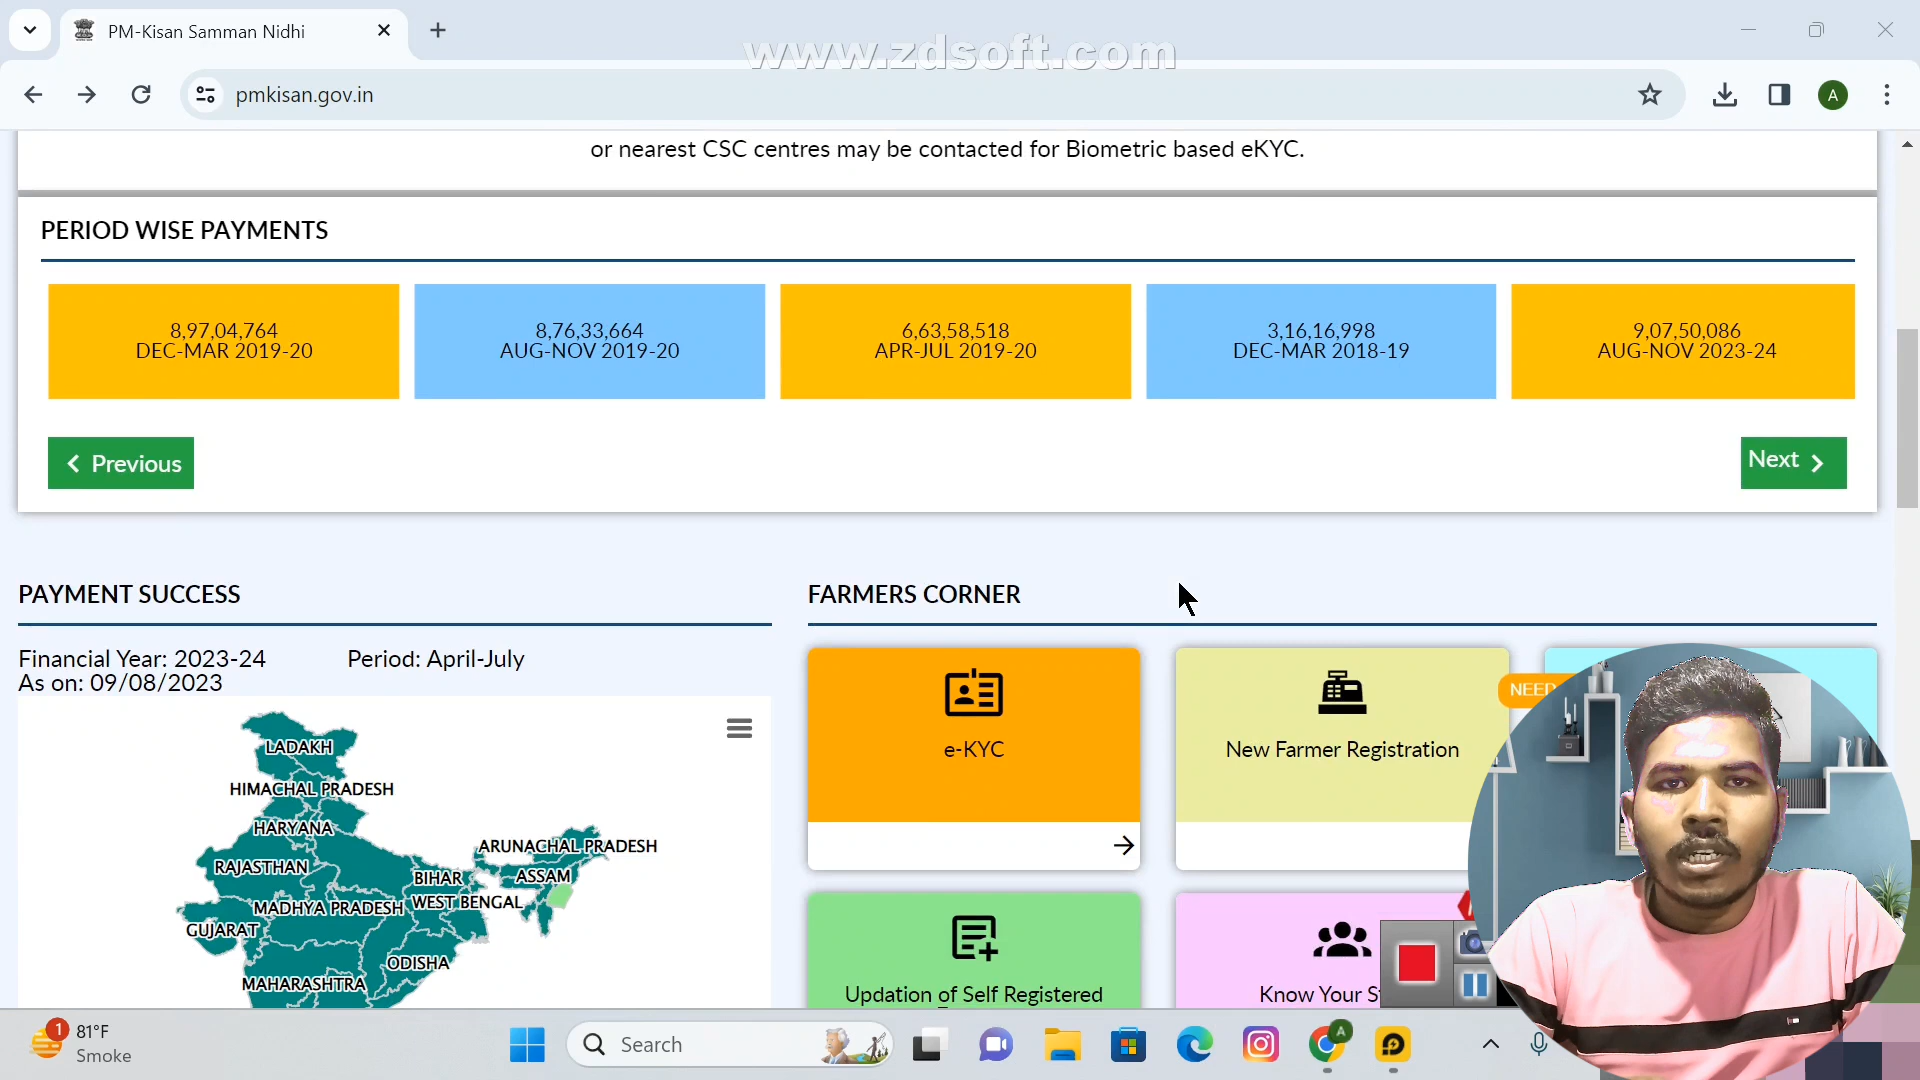 PM-Kisan Samman Nidhi
www.zdsoft.com
pmkisan.gov.in
A
or nearest CSC centres may be contacted for Biometric based eKYC.
PERIOD WISE PAYMENTS
8,97,04,764
DEC-MAR 2019-20
8,76,33,664
AUG-NOV 2019-20
6,63,58,518
APR-JUL 2019-20
3,16,16,998
DEC-MAR 2018-19
9,07,50,086
AUG-NOV 2023-24
Previous
Next
PAYMENT SUCCESS
Financial Year: 2023-24
Period: April-July
As on: 09/08/2023
LADAKH
HIMACHAL PRADESH
HARYANA
RAJASTHAN
ARUNACHAL PRADESH
BIHAR
ASSAM
MADHYA PRADESH
WEST BENGAL
GUJARAT
ODISHA
MAHARASHTRA
FARMERS CORNER
e-KYC
New Farmer Registration
NEED
Updation of Self Registered
Know Your S
1
81°F
Smoke
Search
A